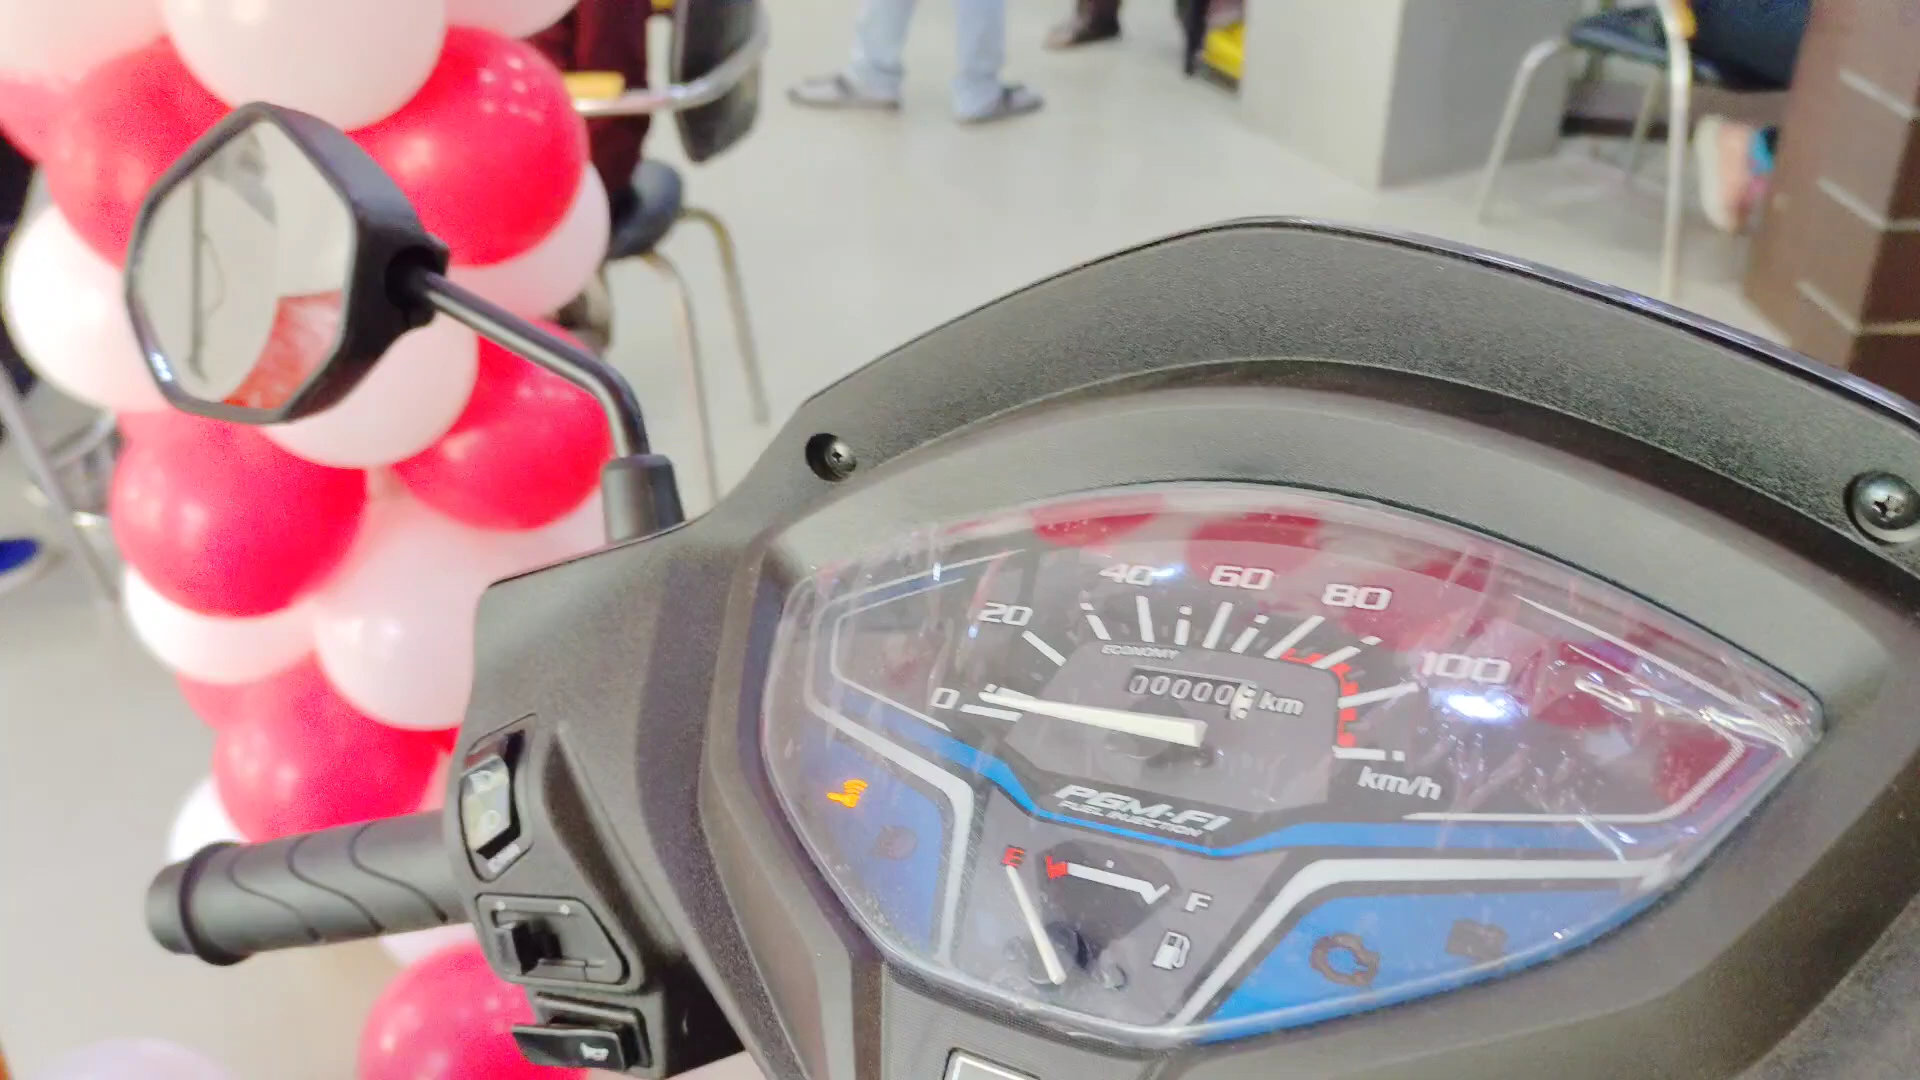 0 20 40 60 80 100
ECONOMY
00000 km
km/h
PGM-FI
FUEL INJECTION
E F